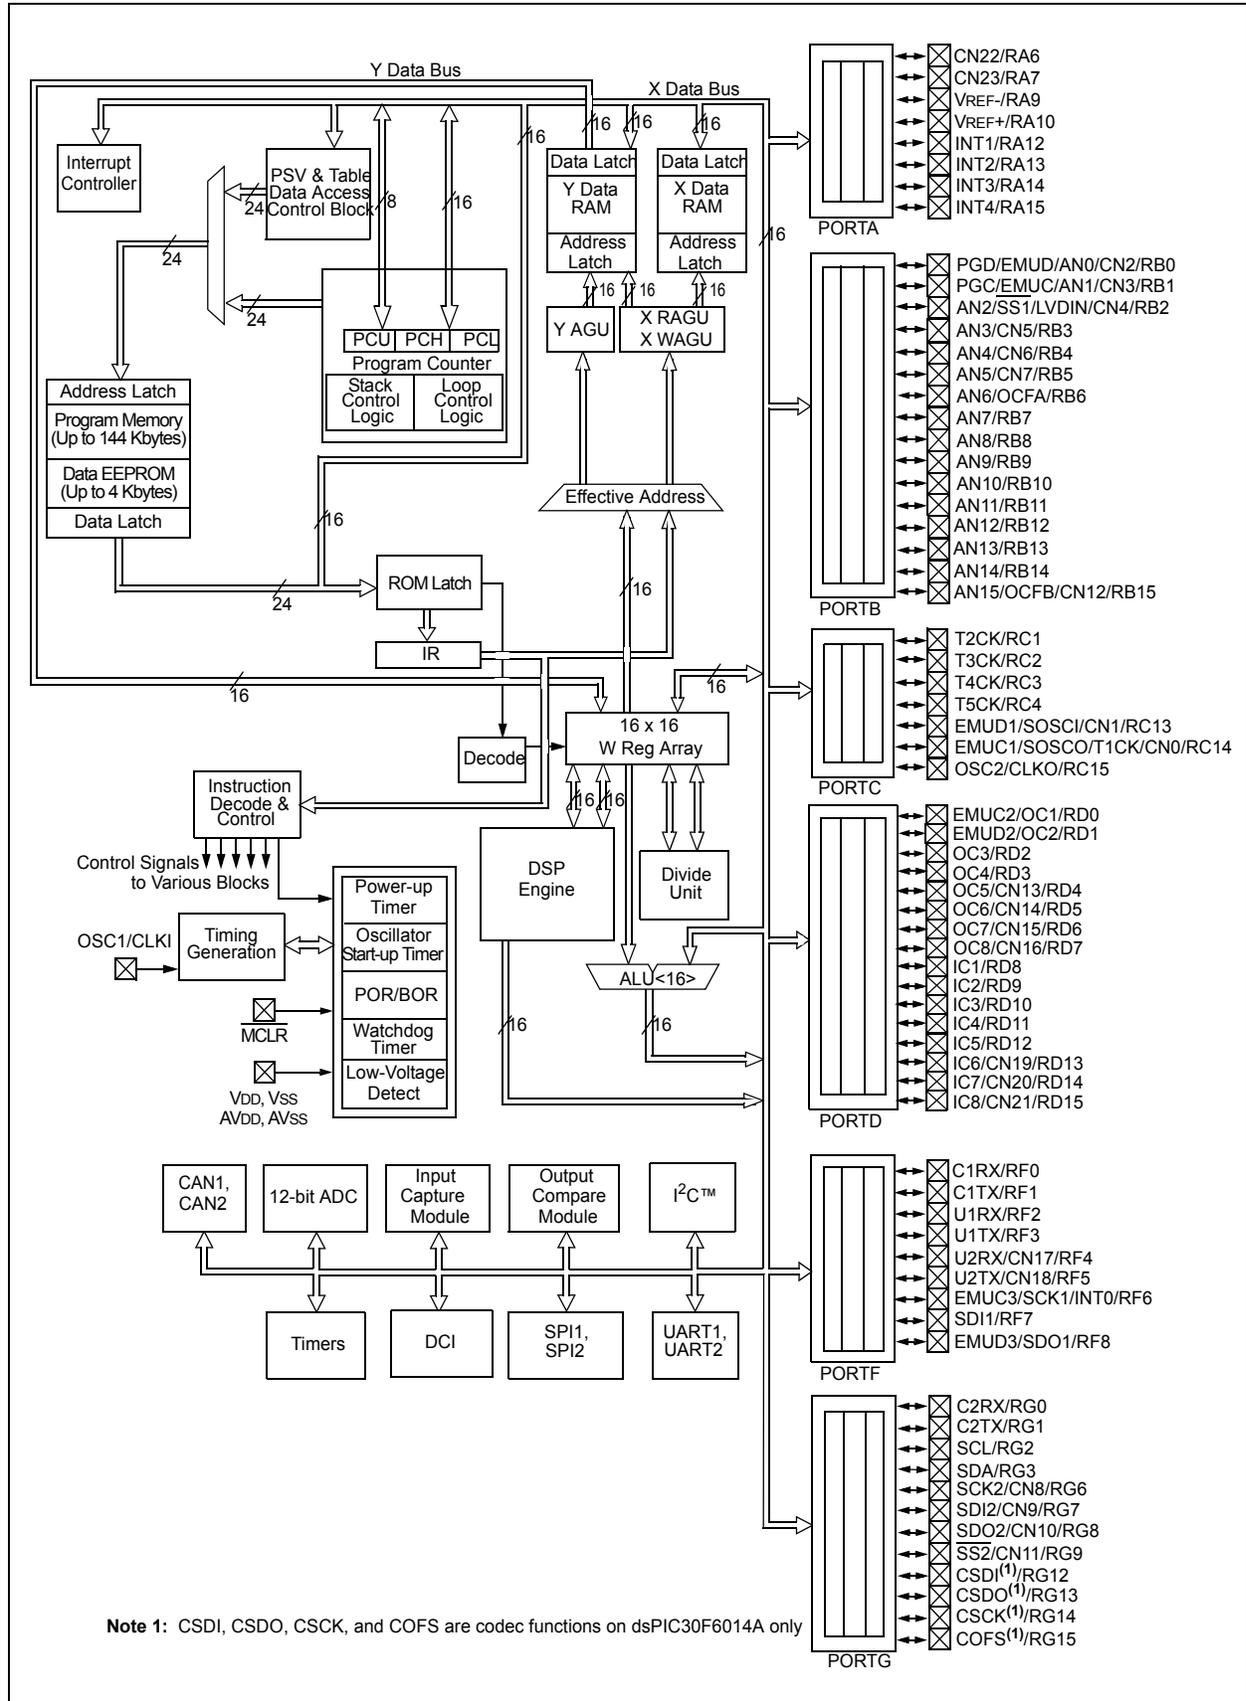 Y Data Bus
X Data Bus
16
16
16
16
16
Interrupt
Controller
PSV & Table
Data Access
Control Block
24
8
16
24
24
Data Latch
Y Data
RAM
Address
Latch
Data Latch
X Data
RAM
Address
Latch
16
16
16
Y AGU
X RAGU
X WAGU
PCU
PCH
PCL
Program Counter
Stack
Control
Logic
Loop
Control
Logic
Address Latch
Program Memory
(Up to 144 Kbytes)
Data EEPROM
(Up to 4 Kbytes)
Data Latch
16
24
Effective Address
ROM Latch
16
IR
16
16
16 x 16
W Reg Array
Decode
Instruction
Decode &
Control
16
16
Control Signals
to Various Blocks
DSP
Engine
Divide
Unit
Power-up
Timer
Oscillator
Start-up Timer
POR/BOR
Watchdog
Timer
Low-Voltage
Detect
OSC1/CLKI
Timing
Generation
MCLR
VDD, VSS
AVDD, AVSS
ALU<16>
16
16
CAN1,
CAN2
12-bit ADC
Input
Capture
Module
Output
Compare
Module
I2C™
Timers
DCI
SPI1,
SPI2
UART1,
UART2
CN22/RA6
CN23/RA7
VREF-/RA9
VREF+/RA10
INT1/RA12
INT2/RA13
INT3/RA14
INT4/RA15
PORTA
PGD/EMUD/AN0/CN2/RB0
PGC/EMUC/AN1/CN3/RB1
AN2/SS1/LVDIN/CN4/RB2
AN3/CN5/RB3
AN4/CN6/RB4
AN5/CN7/RB5
AN6/OCFA/RB6
AN7/RB7
AN8/RB8
AN9/RB9
AN10/RB10
AN11/RB11
AN12/RB12
AN13/RB13
AN14/RB14
AN15/OCFB/CN12/RB15
PORTB
T2CK/RC1
T3CK/RC2
T4CK/RC3
T5CK/RC4
EMUD1/SOSCI/CN1/RC13
EMUC1/SOSCO/T1CK/CN0/RC14
OSC2/CLKO/RC15
PORTC
EMUC2/OC1/RD0
EMUD2/OC2/RD1
OC3/RD2
OC4/RD3
OC5/CN13/RD4
OC6/CN14/RD5
OC7/CN15/RD6
OC8/CN16/RD7
IC1/RD8
IC2/RD9
IC3/RD10
IC4/RD11
IC5/RD12
IC6/CN19/RD13
IC7/CN20/RD14
IC8/CN21/RD15
PORTD
C1RX/RF0
C1TX/RF1
U1RX/RF2
U1TX/RF3
U2RX/CN17/RF4
U2TX/CN18/RF5
EMUC3/SCK1/INT0/RF6
SDI1/RF7
EMUD3/SDO1/RF8
PORTF
C2RX/RG0
C2TX/RG1
SCL/RG2
SDA/RG3
SCK2/CN8/RG6
SDI2/CN9/RG7
SDO2/CN10/RG8
SS2/CN11/RG9
CSDI(1)/RG12
CSDO(1)/RG13
CSCK(1)/RG14
COFS(1)/RG15
PORTG
Note 1: CSDI, CSDO, CSCK, and COFS are codec functions on dsPIC30F6014A only